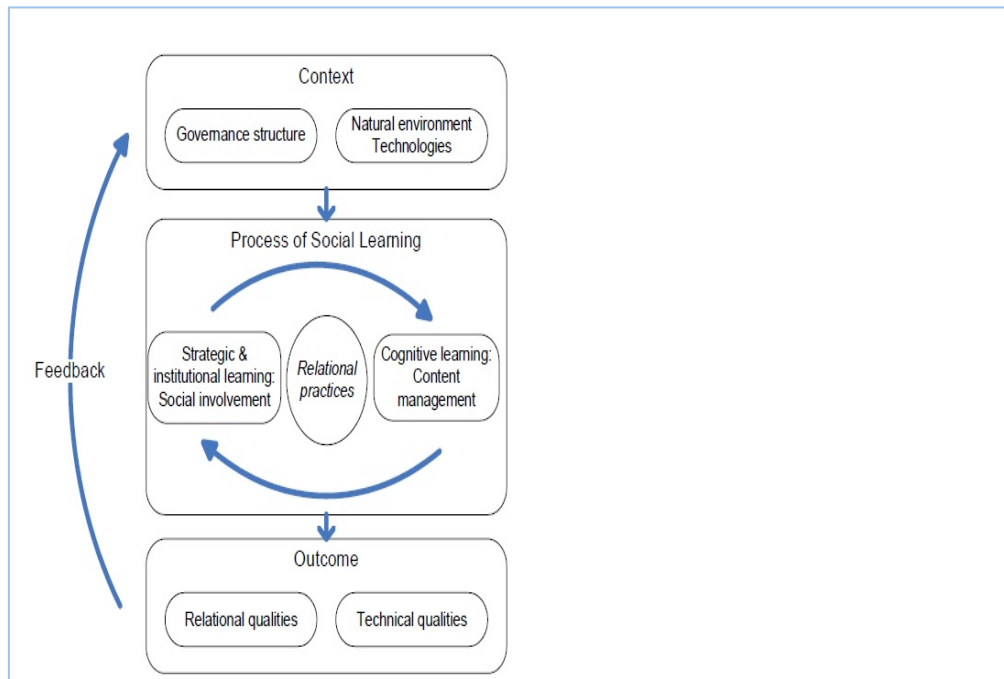 Context
Governance structure
Natural environment
Technologies
Process of Social Learning
Strategic &
institutional learning:
Social involvement
Relational
practices
Cognitive learning:
Content
management
Feedback
Outcome
Relational qualities
Technical qualities